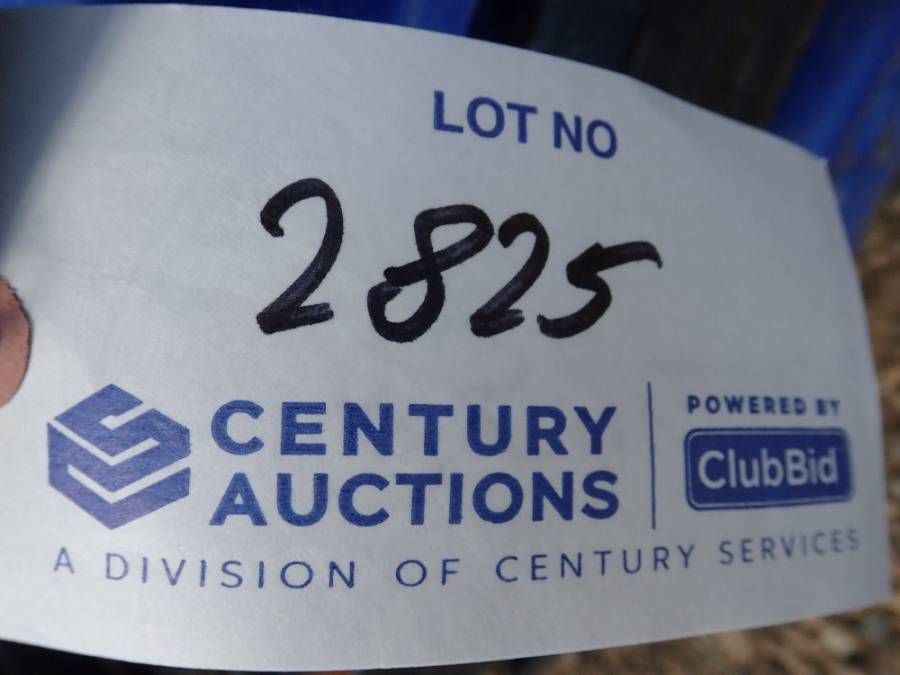 LOT NO
2825
CENTURY
AUCTIONS
POWERED BY
ClubBid
A DIVISION OF CENTURY SERVICES